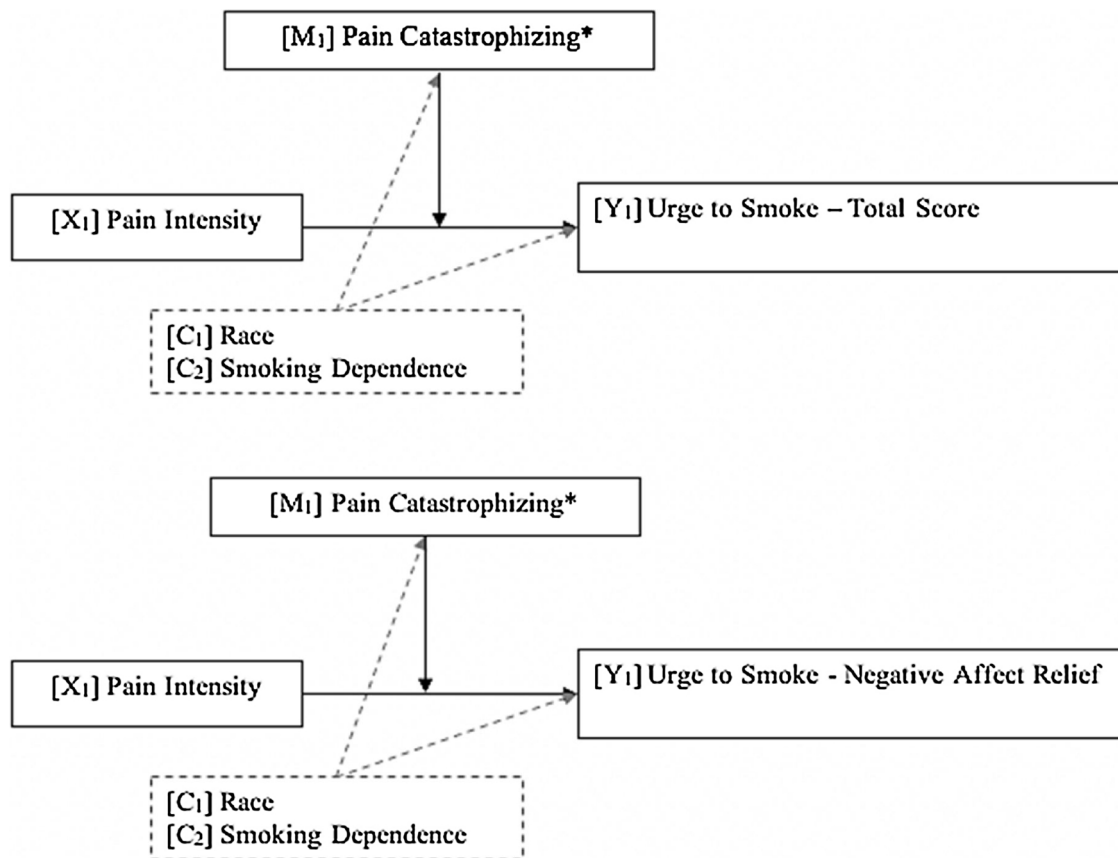 [M₁] Pain Catastrophizing*
[X₁] Pain Intensity
[Y₁] Urge to Smoke – Total Score
[C₁] Race
[C₂] Smoking Dependence
[M₁] Pain Catastrophizing*
[X₁] Pain Intensity
[Y₁] Urge to Smoke - Negative Affect Relief
[C₁] Race
[C₂] Smoking Dependence